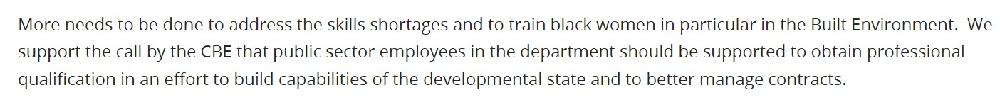 More needs to be done to address the skills shortages and to train black women in particular in the Built Environment.  We
support the call by the CBE that public sector employees in the department should be supported to obtain professional
qualification in an effort to build capabilities of the developmental state and to better manage contracts.